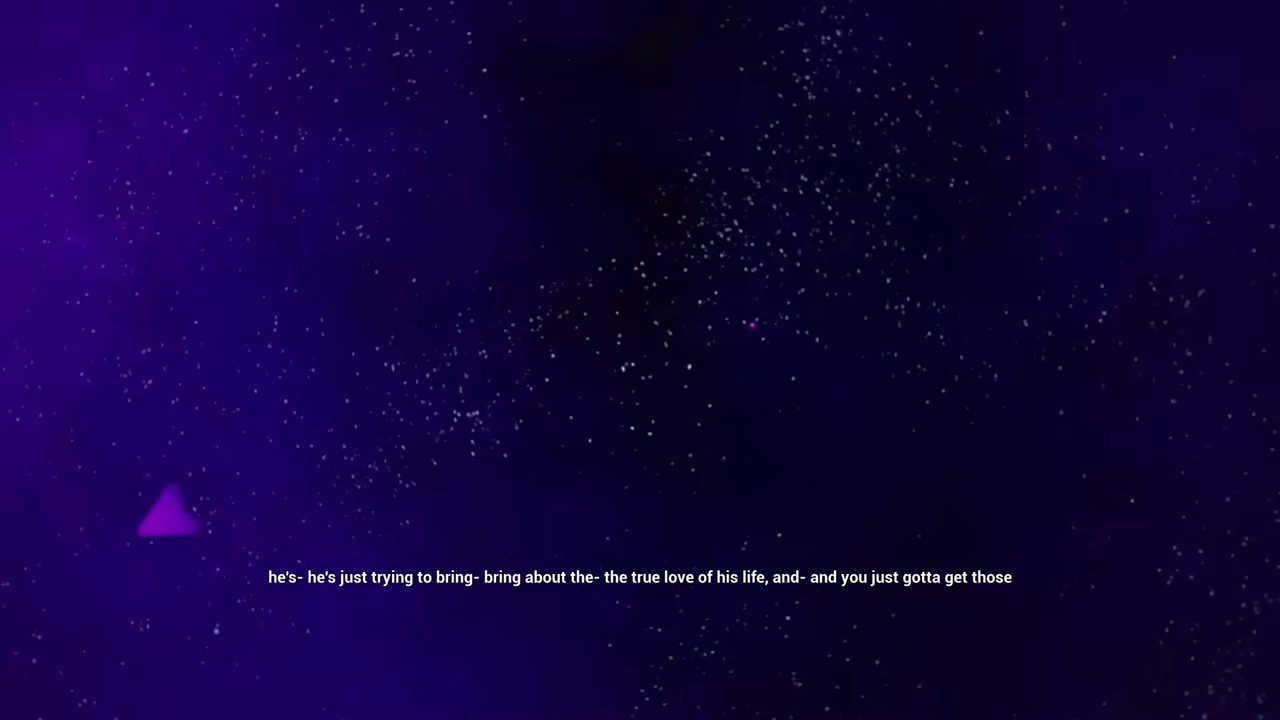 he's- he's just trying to bring- bring about the- the true love of his life, and- and you just gotta get those